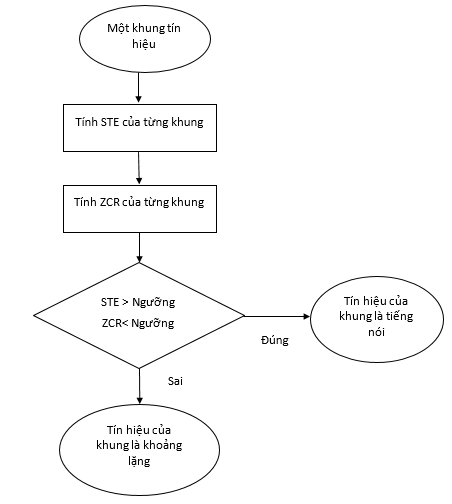 Một khung tín
hiệu
Tính STE của từng khung
Tính ZCR của từng khung
STE > Ngưỡng
ZCR< Ngưỡng
Đúng
Tín hiệu của
khung là tiếng
nói
Sai
Tín hiệu của
khung là khoảng
lặng